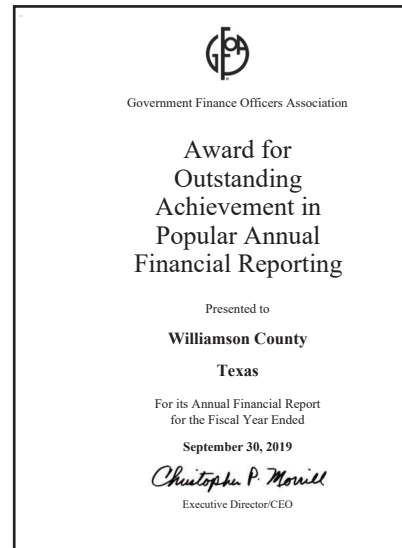 GFOA
Government Finance Officers Association
Award for
Outstanding
Achievement in
Popular Annual
Financial Reporting
Presented to
Williamson County
Texas
For its Annual Financial Report
for the Fiscal Year Ended
September 30, 2019
Christopher P. Morrill
Executive Director/CEO